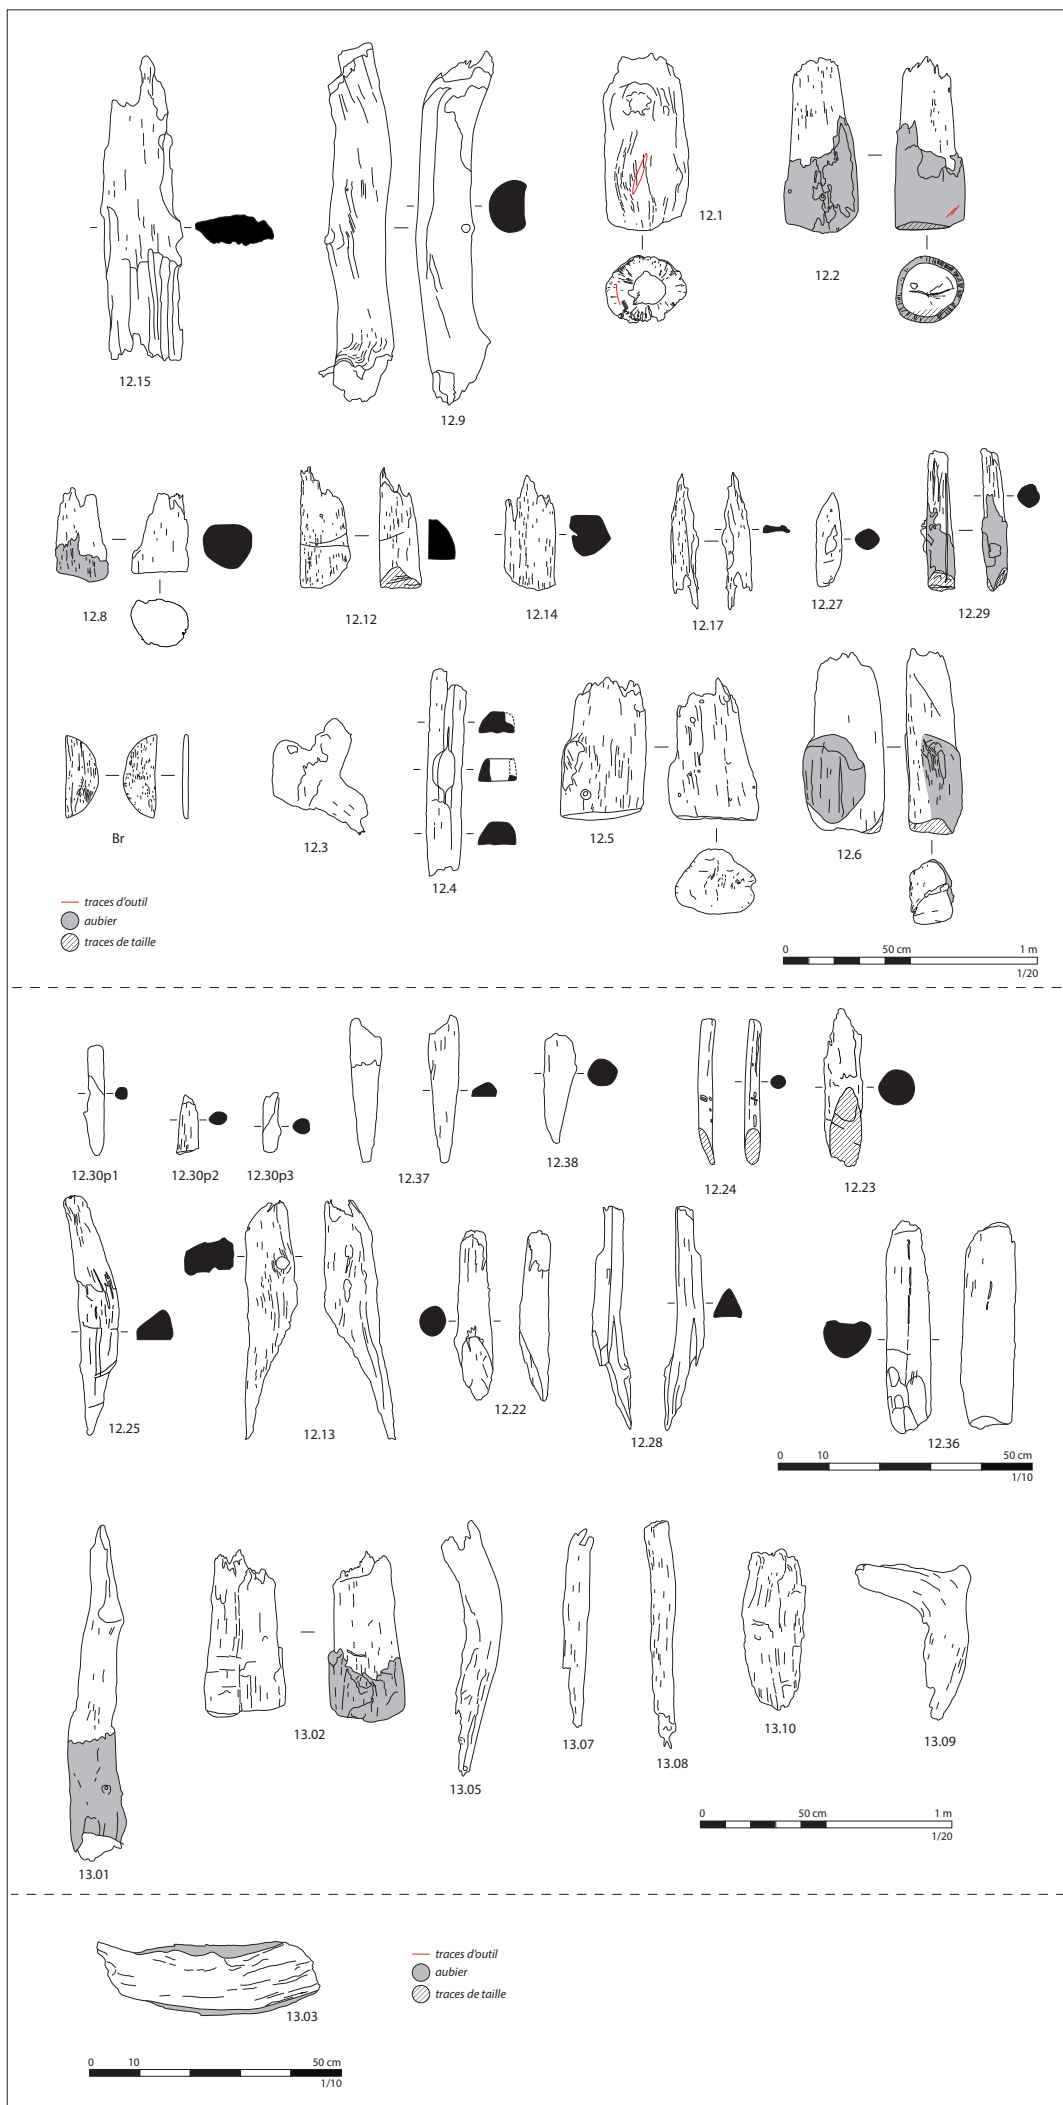 12.15
12.9
12.1
12.2
12.8
12.12
12.14
12.17
12.27
12.29
Br
12.3
12.4
12.5
12.6
traces d'outil
aubier
traces de taille
0 50 cm 1 m
1/20
12.30p1
12.30p2
12.30p3
12.37
12.38
12.24
12.23
12.25
12.13
12.22
12.28
12.36
0 10 50 cm
1/10
13.01
13.02
13.05
13.07
13.08
13.10
13.09
0 50 cm 1 m
1/20
13.03
traces d'outil
aubier
traces de taille
0 10 50 cm
1/10